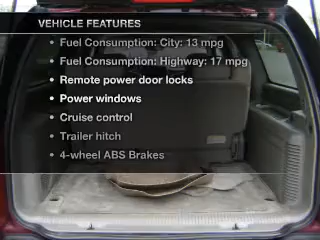 VEHICLE FEATURES
• Fuel Consumption: City: 13 mpg
• Fuel Consumption: Highway: 17 mpg
• Remote power door locks
• Power windows
• Cruise control
• Trailer hitch
• 4-wheel ABS Brakes